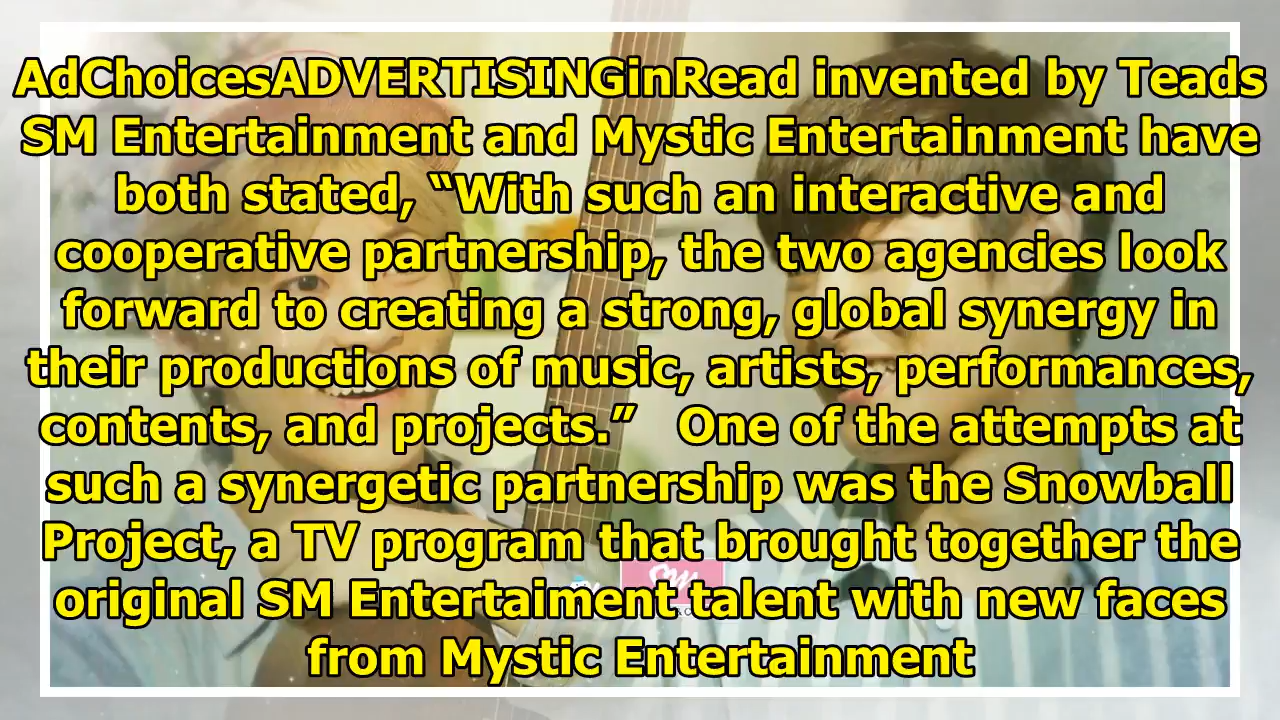 AdChoicesADVERTISINGinRead invented by Teads
SM Entertainment and Mystic Entertainment have
both stated, “With such an interactive and
cooperative partnership, the two agencies look
forward to creating a strong, global synergy in
their productions of music, artists, performances,
contents, and projects.” One of the attempts at
such a synergetic partnership was the Snowball
Project, a TV program that brought together the
original SM Entertaiment talent with new faces
from Mystic Entertainment